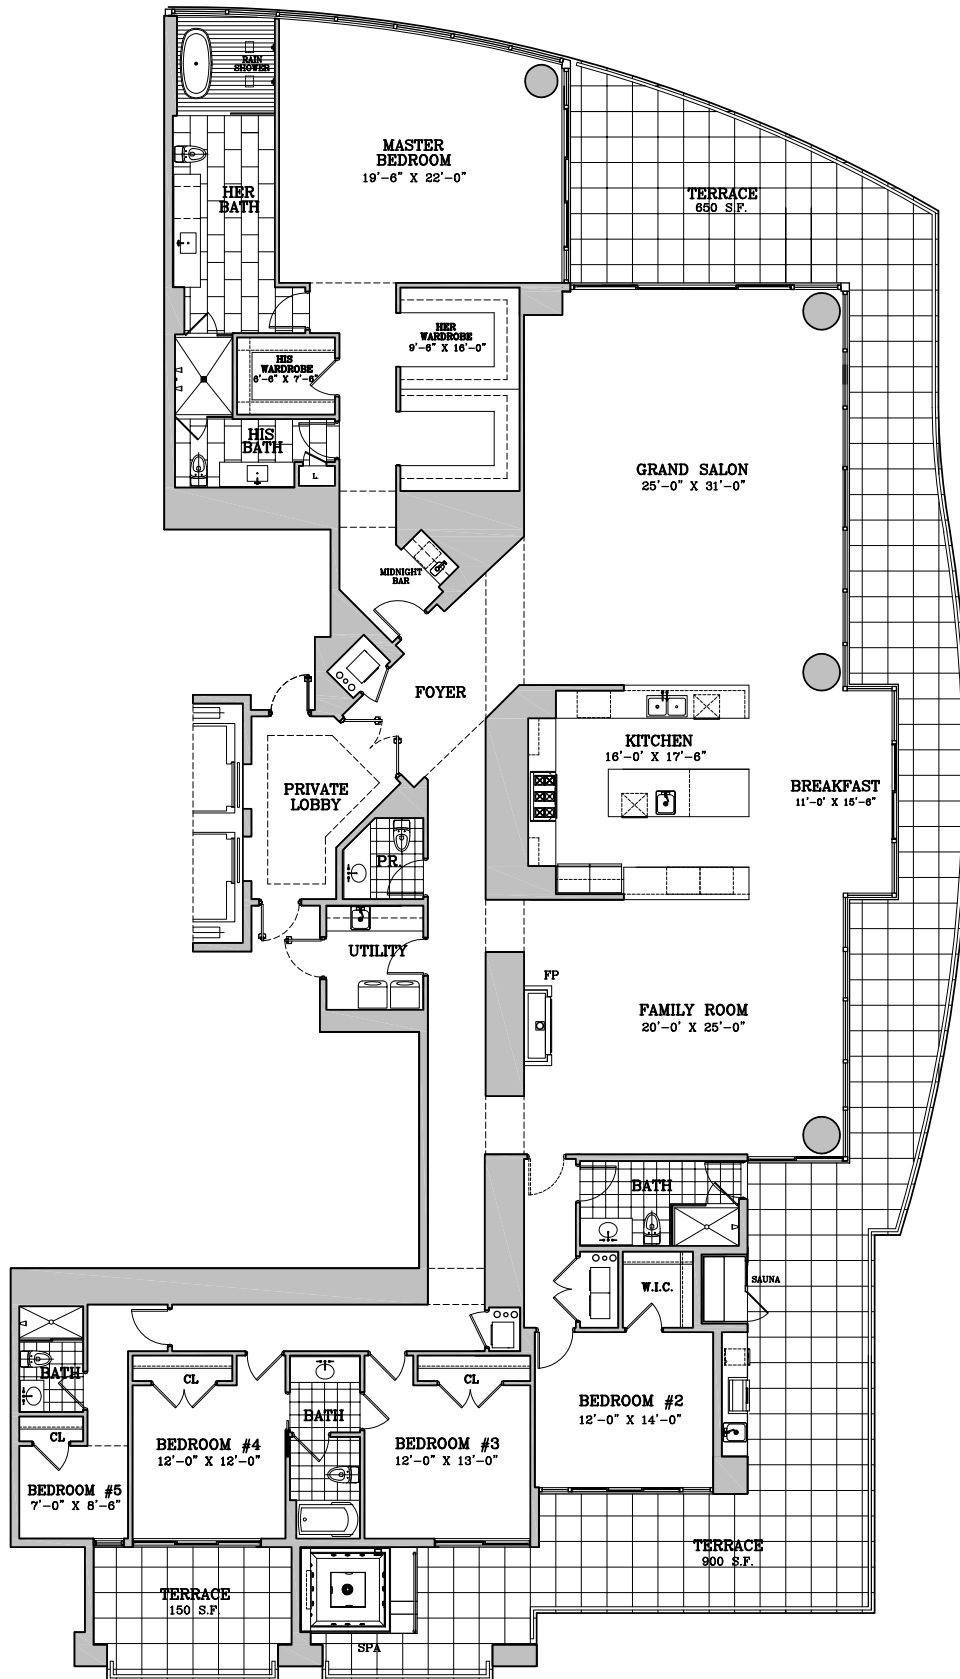 RAIN
SHOWER
MASTER
BEDROOM
19'-6" X 22'-0"
HER
BATH
TERRACE
650 S.F.
HER
WARDROBE
9'-6" X 16'-0"
HIS
WARDROBE
6'-6" X 7'-6"
HIS
BATH
L.
GRAND SALON
25'-0" X 31'-0"
MIDNIGHT
BAR
FOYER
KITCHEN
16'-0' X 17'-6"
PRIVATE
LOBBY
BREAKFAST
11'-0' X 15'-6"
PR.
UTILITY
FP
FAMILY ROOM
20'-0' X 25'-0"
BATH
W.I.C.
SAUNA
BATH
CL
CL
BEDROOM #2
12'-0" X 14'-0"
CL
BATH
BEDROOM #4
12'-0" X 12'-0"
BEDROOM #3
12'-0" X 13'-0"
BEDROOM #5
7'-0" X 8'-6"
TERRACE
900 S.F.
TERRACE
150 S.F.
SPA